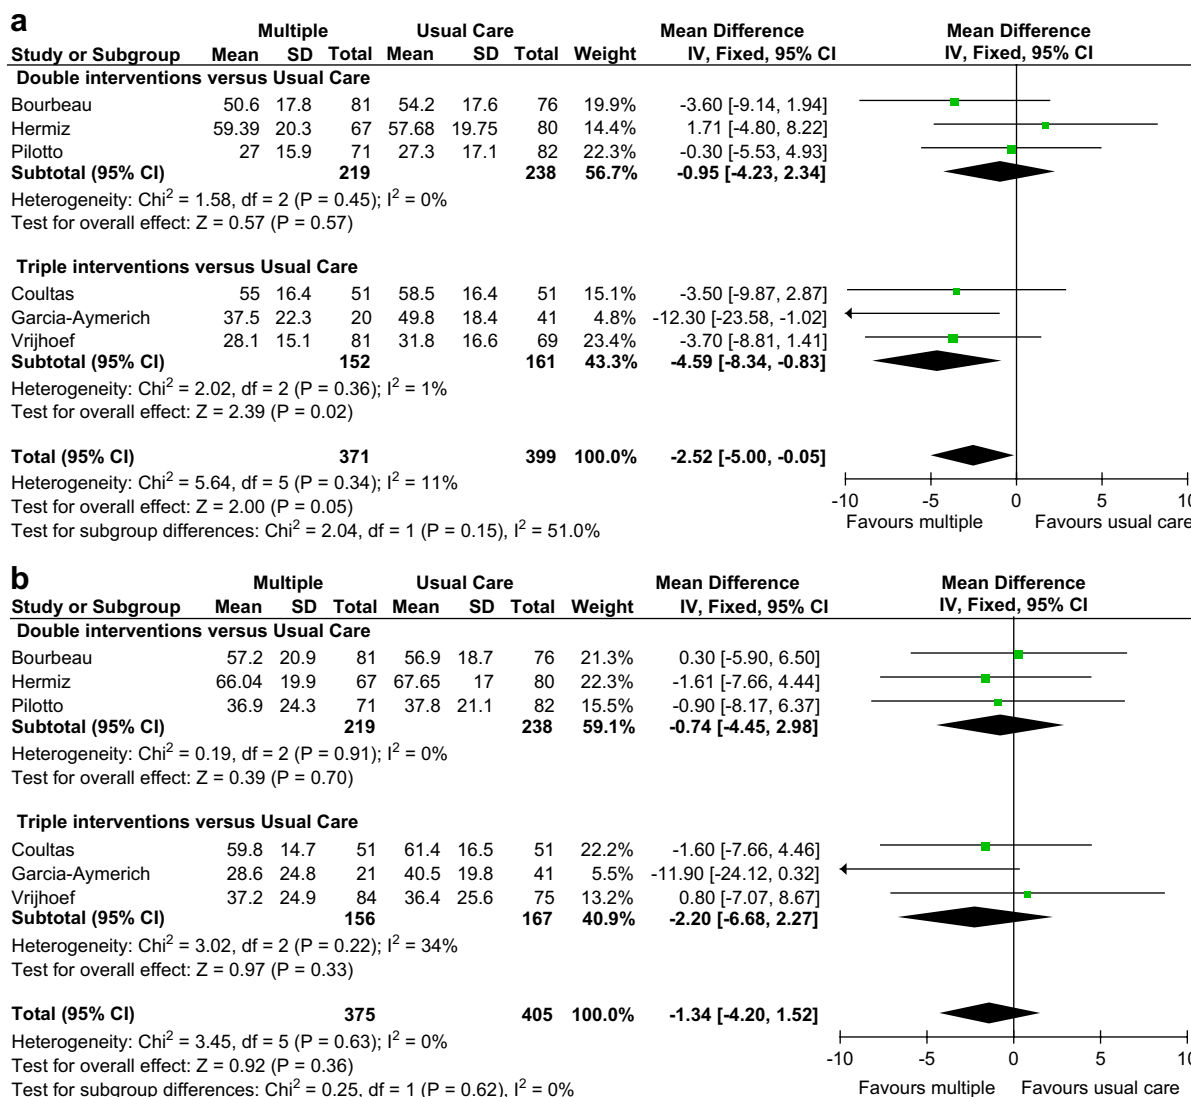 a
Multiple Usual Care Mean Difference Mean Difference
Study or Subgroup Mean SD Total Mean SD Total Weight IV, Fixed, 95% CI IV, Fixed, 95% CI
Double interventions versus Usual Care
Bourbeau 50.6 17.8 81 54.2 17.6 76 19.9% -3.60 [-9.14, 1.94]
Hermiz 59.39 20.3 67 57.68 19.75 80 14.4% 1.71 [-4.80, 8.22]
Pilotto 27 15.9 71 27.3 17.1 82 22.3% -0.30 [-5.53, 4.93]
Subtotal (95% CI) 219 238 56.7% -0.95 [-4.23, 2.34]
Heterogeneity: Chi² = 1.58, df = 2 (P = 0.45); I² = 0%
Test for overall effect: Z = 0.57 (P = 0.57)
Triple interventions versus Usual Care
Coultas 55 16.4 51 58.5 16.4 51 15.1% -3.50 [-9.87, 2.87]
Garcia-Aymerich 37.5 22.3 20 49.8 18.4 41 4.8% -12.30 [-23.58, -1.02]
Vrijhoef 28.1 15.1 81 31.8 16.6 69 23.4% -3.70 [-8.81, 1.41]
Subtotal (95% CI) 152 161 43.3% -4.59 [-8.34, -0.83]
Heterogeneity: Chi² = 2.02, df = 2 (P = 0.36); I² = 1%
Test for overall effect: Z = 2.39 (P = 0.02)
Total (95% CI) 371 399 100.0% -2.52 [-5.00, -0.05]
Heterogeneity: Chi² = 5.64, df = 5 (P = 0.34); I² = 11%
Test for overall effect: Z = 2.00 (P = 0.05)
Test for subgroup differences: Chi² = 2.04, df = 1 (P = 0.15), I² = 51.0%
-10 -5 0 5 10
Favours multiple Favours usual care
b
Multiple Usual Care Mean Difference Mean Difference
Study or Subgroup Mean SD Total Mean SD Total Weight IV, Fixed, 95% CI IV, Fixed, 95% CI
Double interventions versus Usual Care
Bourbeau 57.2 20.9 81 56.9 18.7 76 21.3% 0.30 [-5.90, 6.50]
Hermiz 66.04 19.9 67 67.65 17 80 22.3% -1.61 [-7.66, 4.44]
Pilotto 36.9 24.3 71 37.8 21.1 82 15.5% -0.90 [-8.17, 6.37]
Subtotal (95% CI) 219 238 59.1% -0.74 [-4.45, 2.98]
Heterogeneity: Chi² = 0.19, df = 2 (P = 0.91); I² = 0%
Test for overall effect: Z = 0.39 (P = 0.70)
Triple interventions versus Usual Care
Coultas 59.8 14.7 51 61.4 16.5 51 22.2% -1.60 [-7.66, 4.46]
Garcia-Aymerich 28.6 24.8 21 40.5 19.8 41 5.5% -11.90 [-24.12, 0.32]
Vrijhoef 37.2 24.9 84 36.4 25.6 75 13.2% 0.80 [-7.07, 8.67]
Subtotal (95% CI) 156 167 40.9% -2.20 [-6.68, 2.27]
Heterogeneity: Chi² = 3.02, df = 2 (P = 0.22); I² = 34%
Test for overall effect: Z = 0.97 (P = 0.33)
Total (95% CI) 375 405 100.0% -1.34 [-4.20, 1.52]
Heterogeneity: Chi² = 3.45, df = 5 (P = 0.63); I² = 0%
Test for overall effect: Z = 0.92 (P = 0.36)
Test for subgroup differences: Chi² = 0.25, df = 1 (P = 0.62), I² = 0%
-10 -5 0 5 10
Favours multiple Favours usual care